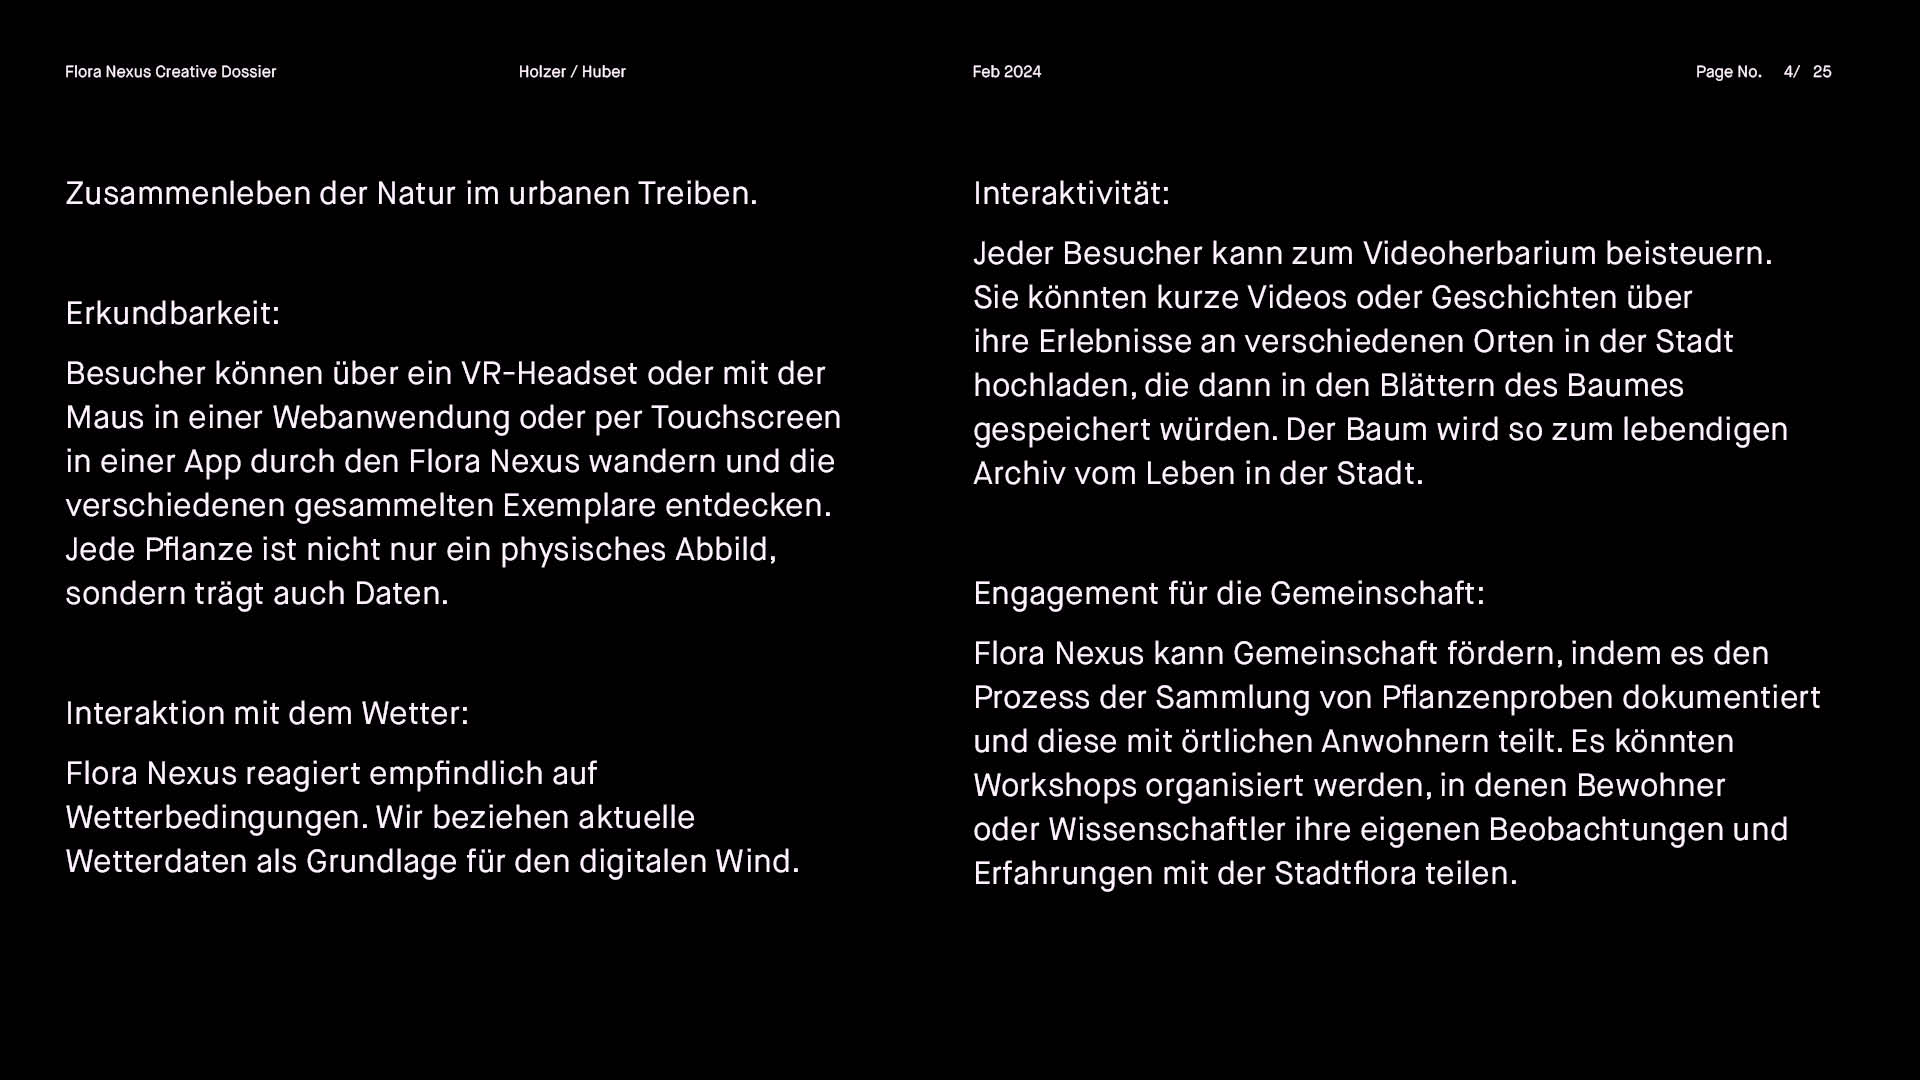 Flora Nexus Creative Dossier
Holzer / Huber
Feb 2024
Page No. 4/ 25
Zusammenleben der Natur im urbanen Treiben.
Erkundbarkeit:
Besucher können über ein VR-Headset oder mit der
Maus in einer Webanwendung oder per Touchscreen
in einer App durch den Flora Nexus wandern und die
verschiedenen gesammelten Exemplare entdecken.
Jede Pflanze ist nicht nur ein physisches Abbild,
sondern trägt auch Daten.
Interaktion mit dem Wetter:
Flora Nexus reagiert empfindlich auf
Wetterbedingungen. Wir beziehen aktuelle
Wetterdaten als Grundlage für den digitalen Wind.
Interaktivität:
Jeder Besucher kann zum Videoherbarium beisteuern.
Sie könnten kurze Videos oder Geschichten über
ihre Erlebnisse an verschiedenen Orten in der Stadt
hochladen, die dann in den Blättern des Baumes
gespeichert würden. Der Baum wird so zum lebendigen
Archiv vom Leben in der Stadt.
Engagement für die Gemeinschaft:
Flora Nexus kann Gemeinschaft fördern, indem es den
Prozess der Sammlung von Pflanzenproben dokumentiert
und diese mit örtlichen Anwohnern teilt. Es könnten
Workshops organisiert werden, in denen Bewohner
oder Wissenschaftler ihre eigenen Beobachtungen und
Erfahrungen mit der Stadtflora teilen.